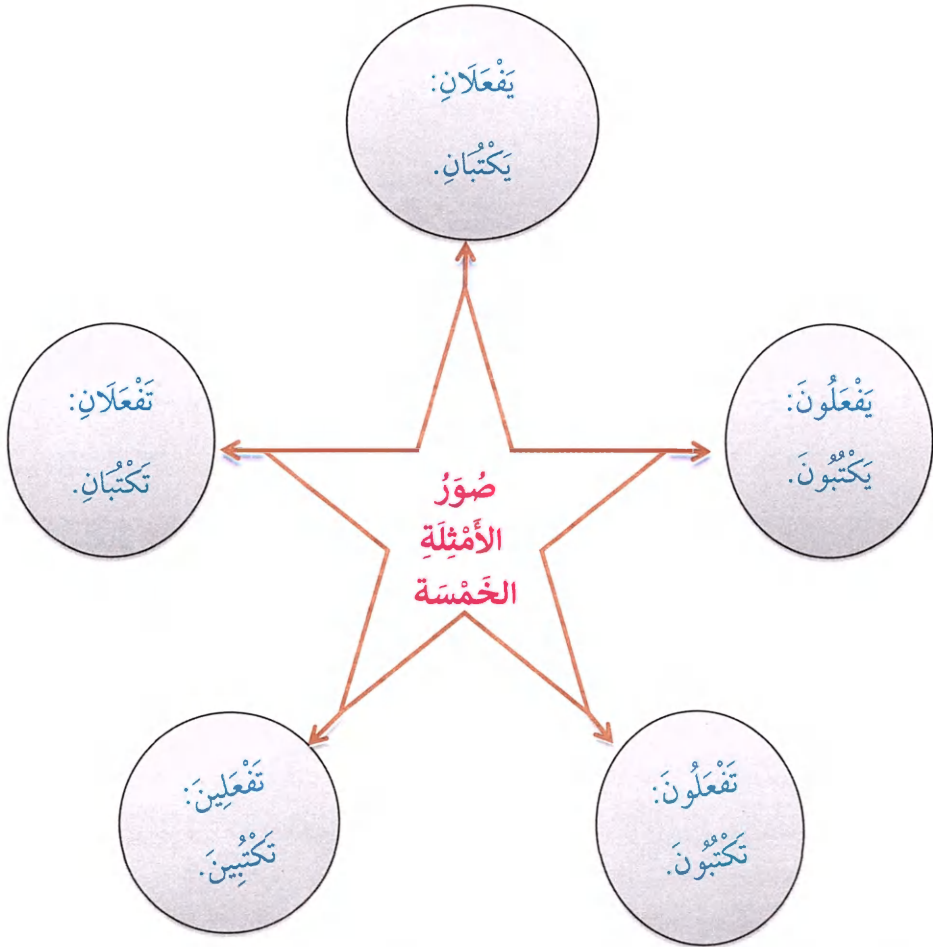 يَفْعَلَانِ:
يَكْتُبَانِ.
يَفْعَلُونَ:
يَكْتُبُونَ.
تَفْعَلَانِ:
تَكْتُبَانِ.
صُوَرُ
الأَمْثِلَةِ
الخَمْسَة
تَفْعَلُونَ:
تَكْتُبُونَ.
تَفْعَلِينَ:
تَكْتُبِينَ.